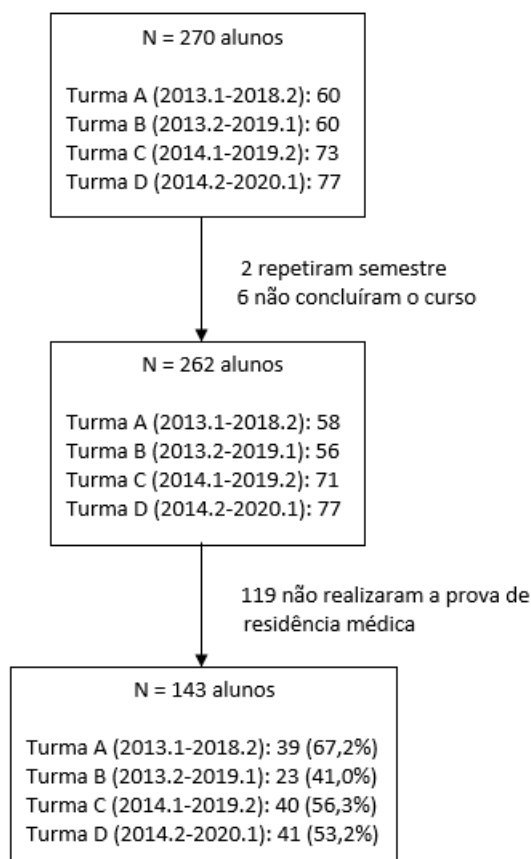 N = 270 alunos
Turma A (2013.1-2018.2): 60
Turma B (2013.2-2019.1): 60
Turma C (2014.1-2019.2): 73
Turma D (2014.2-2020.1): 77
2 repetiram semestre
6 não concluíram o curso
N = 262 alunos
Turma A (2013.1-2018.2): 58
Turma B (2013.2-2019.1): 56
Turma C (2014.1-2019.2): 71
Turma D (2014.2-2020.1): 77
119 não realizaram a prova de
residência médica
N = 143 alunos
Turma A (2013.1-2018.2): 39 (67,2%)
Turma B (2013.2-2019.1): 23 (41,0%)
Turma C (2014.1-2019.2): 40 (56,3%)
Turma D (2014.2-2020.1): 41 (53,2%)